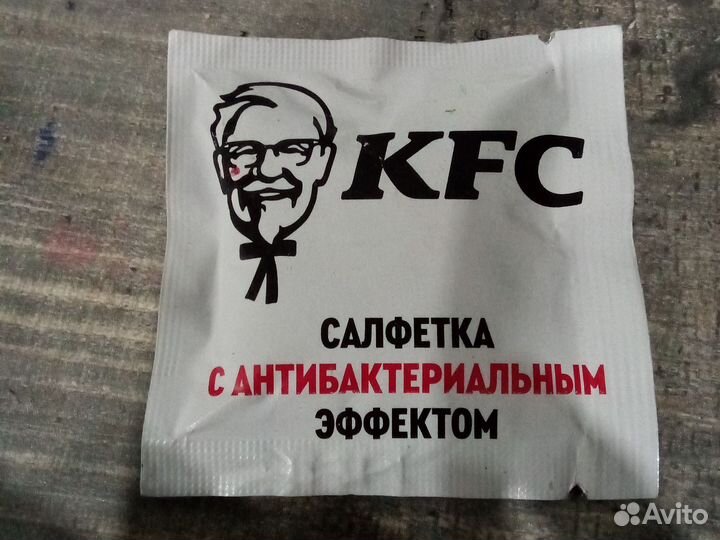 KFC
САЛФЕТКА
С АНТИБАКТЕРИАЛЬНЫМ
ЭФФЕКТОМ
Avito